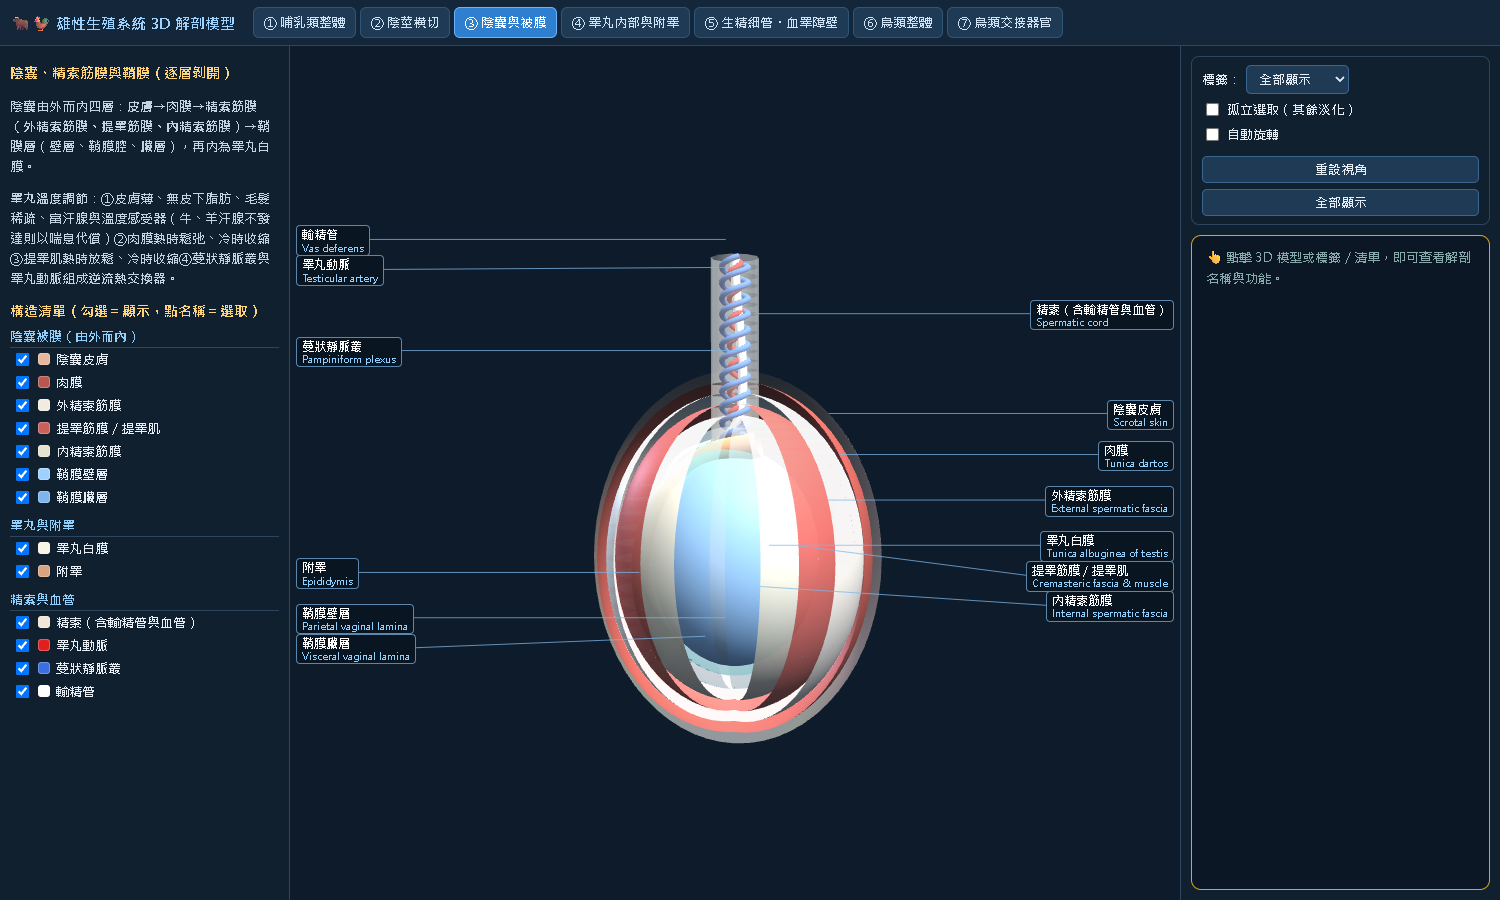 雄性生殖系統 3D 解剖模型
① 哺乳類整體
② 陰莖橫切
③ 陰囊與被膜
④ 睪丸內部與附睪
⑤ 生精細管・血睪障壁
⑥ 鳥類整體
⑦ 鳥類交接器官
陰囊、精索筋膜與鞘膜（逐層剝開）
陰囊由外而內四層：皮膚→肉膜→精索筋膜
（外精索筋膜、提睪筋膜、內精索筋膜）→鞘
膜層（壁層、鞘膜腔、臟層），再內為睪丸白
膜。
睪丸溫度調節：①皮膚薄、無皮下脂肪、毛髮
稀疏、富汗腺與溫度感受器（牛、羊汗腺不發
達則以喘息代償）②肉膜熱時鬆弛、冷時收縮
③提睪肌熱時放鬆、冷時收縮④蔓狀靜脈叢與
睪丸動脈組成逆流熱交換器。
構造清單（勾選＝顯示，點名稱＝選取）
陰囊被膜（由外而內）
陰囊皮膚
肉膜
外精索筋膜
提睪筋膜 / 提睪肌
內精索筋膜
鞘膜壁層
鞘膜臟層
睪丸與附睪
睪丸白膜
附睪
精索與血管
精索（含輸精管與血管）
睪丸動脈
蔓狀靜脈叢
輸精管
輸精管
Vas deferens
睪丸動脈
Testicular artery
蔓狀靜脈叢
Pampiniform plexus
附睪
Epididymis
鞘膜壁層
Parietal vaginal lamina
鞘膜臟層
Visceral vaginal lamina
精索（含輸精管與血管）
Spermatic cord
陰囊皮膚
Scrotal skin
肉膜
Tunica dartos
外精索筋膜
External spermatic fascia
睪丸白膜
Tunica albuginea of testis
提睪筋膜 / 提睪肌
Cremasteric fascia & muscle
內精索筋膜
Internal spermatic fascia
標籤：
全部顯示
孤立選取（其餘淡化）
自動旋轉
重設視角
全部顯示
點擊 3D 模型或標籤 / 清單，即可查看解剖
名稱與功能。